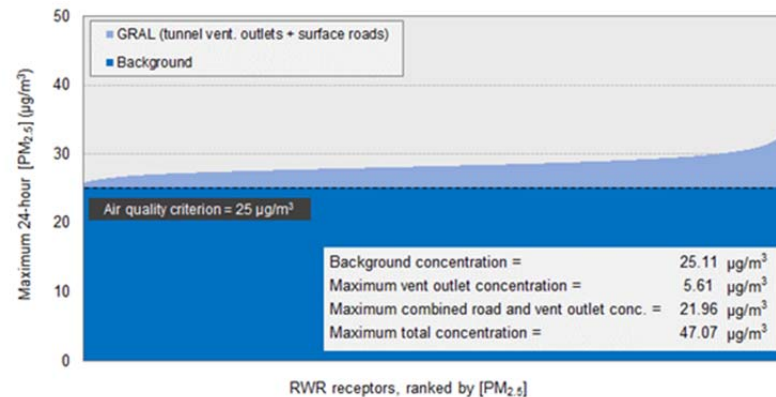 50
GRAL (tunnel vent. outlets + surface roads)
Background
40
30
20
10
0
Maximum 24-hour [PM2.5] (µg/m³)
Air quality criterion = 25 µg/m³
Background concentration = 25.11 µg/m³
Maximum vent outlet concentration = 5.61 µg/m³
Maximum combined road and vent outlet conc. = 21.96 µg/m³
Maximum total concentration = 47.07 µg/m³
RWR receptors, ranked by [PM2.5]